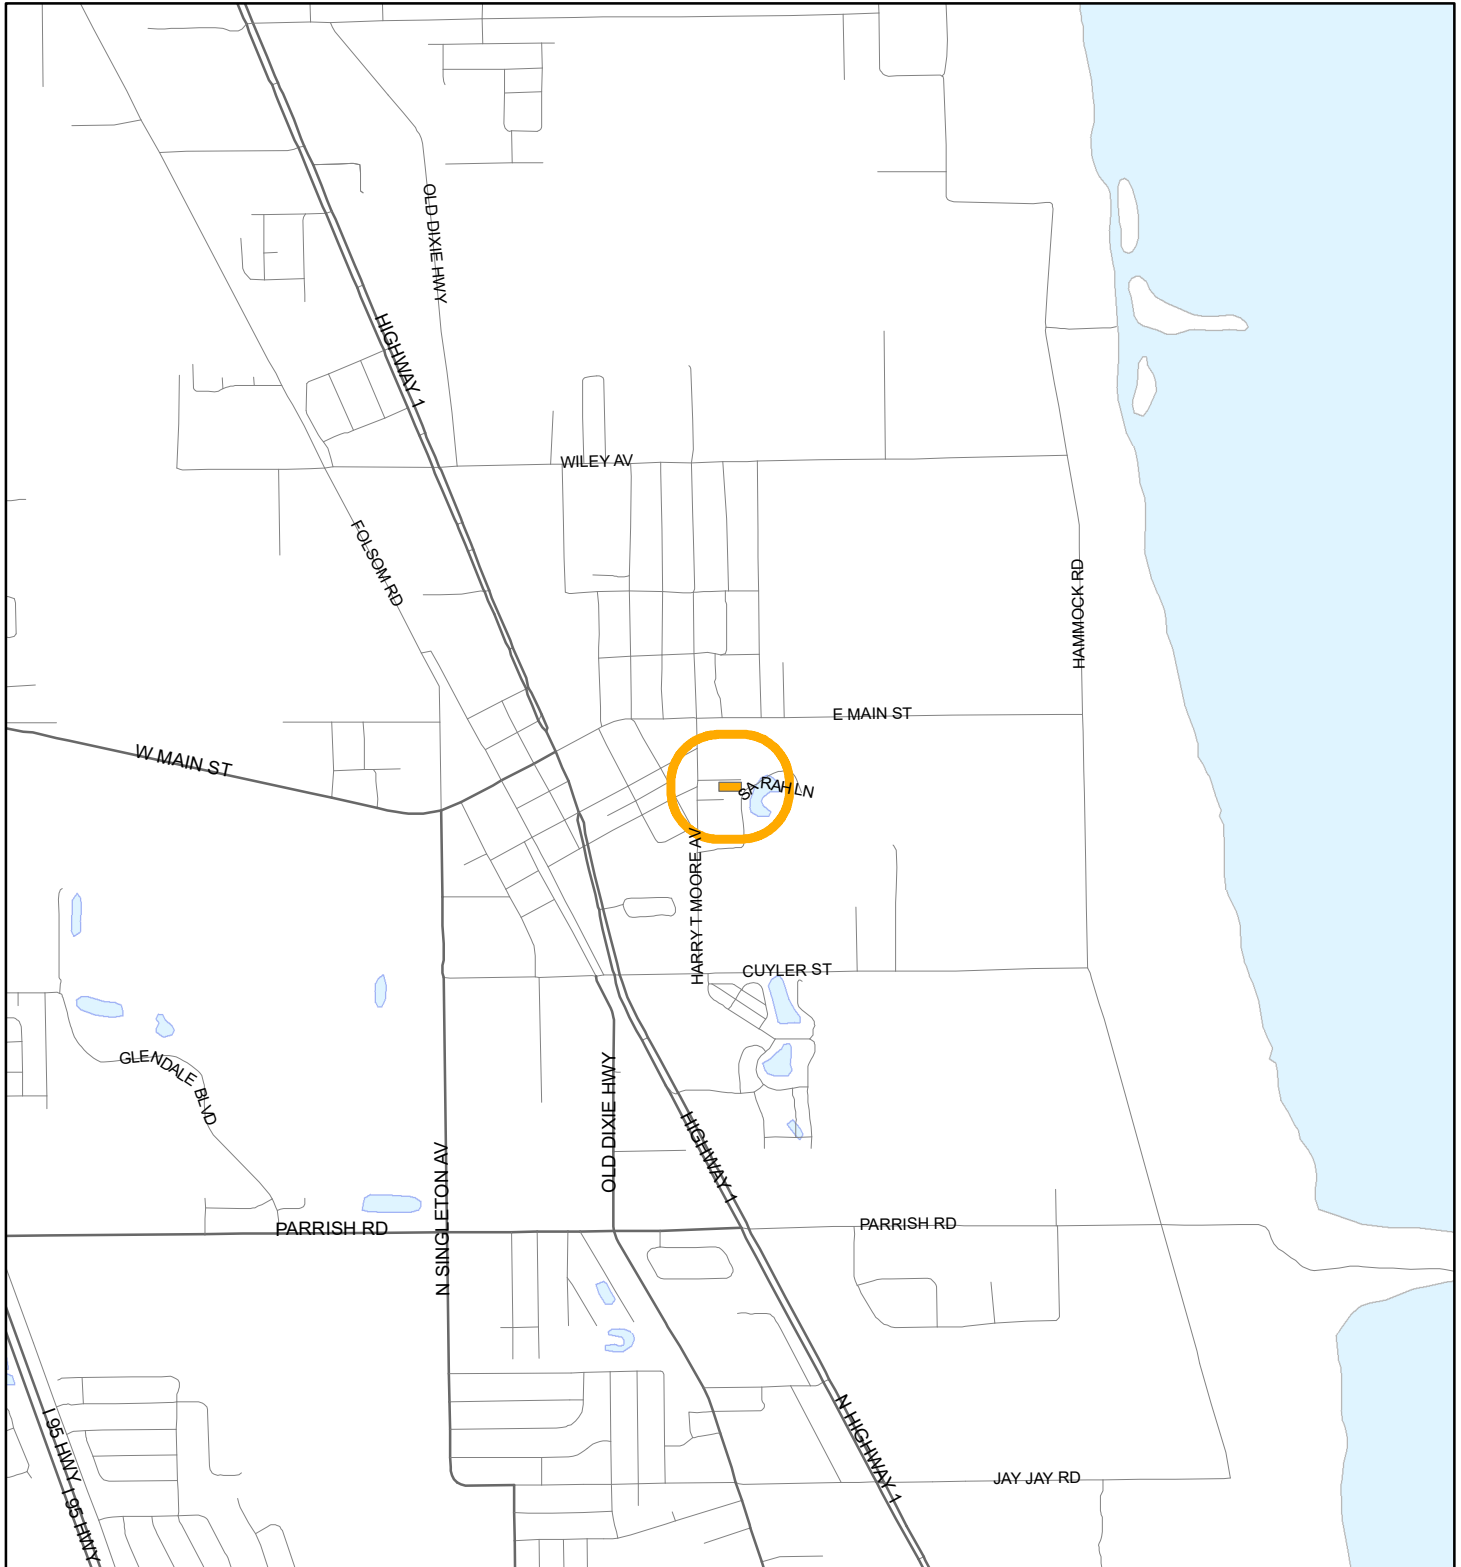 OLD DIXIE HWY
HIGHWAY 1
WILEY AV
FOLSOM RD
HAMMOCK RD
E MAIN ST
W MAIN ST
SARAH LN
HARRY T MOORE AV
CUYLER ST
GLENDALE BLVD
OLD DIXIE HWY
HIGHWAY 1
N SINGLETON AV
PARRISH RD
PARRISH RD
I 95 HWY
I 95 HWY
N HIGHWAY 1
JAY JAY RD